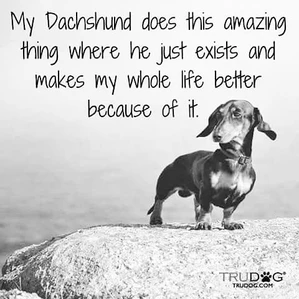 My Dachshund does this amazing
thing where he just exists and
makes my whole life better
because of it.
TRUDOG®
TRUDOG.COM